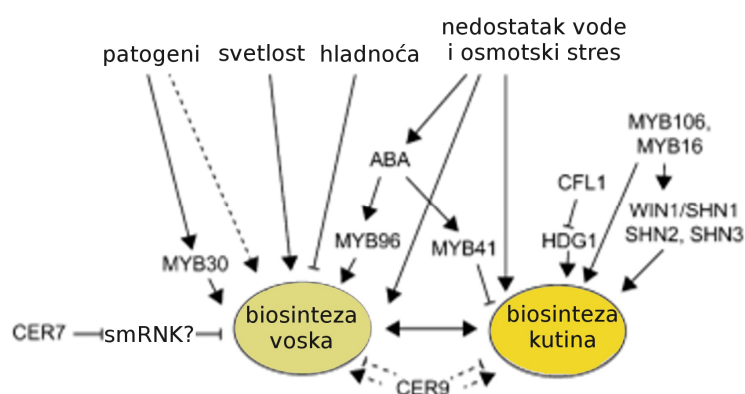 patogeni
svetlost
hladnoća
nedostatak vode
i osmotski stres
MYB106,
MYB16
ABA
CFL1
WIN1/SHN1
SHN2, SHN3
MYB96
MYB41
HDG1
MYB30
biosinteza
voska
biosinteza
kutina
CER7
smRNK?
CER9